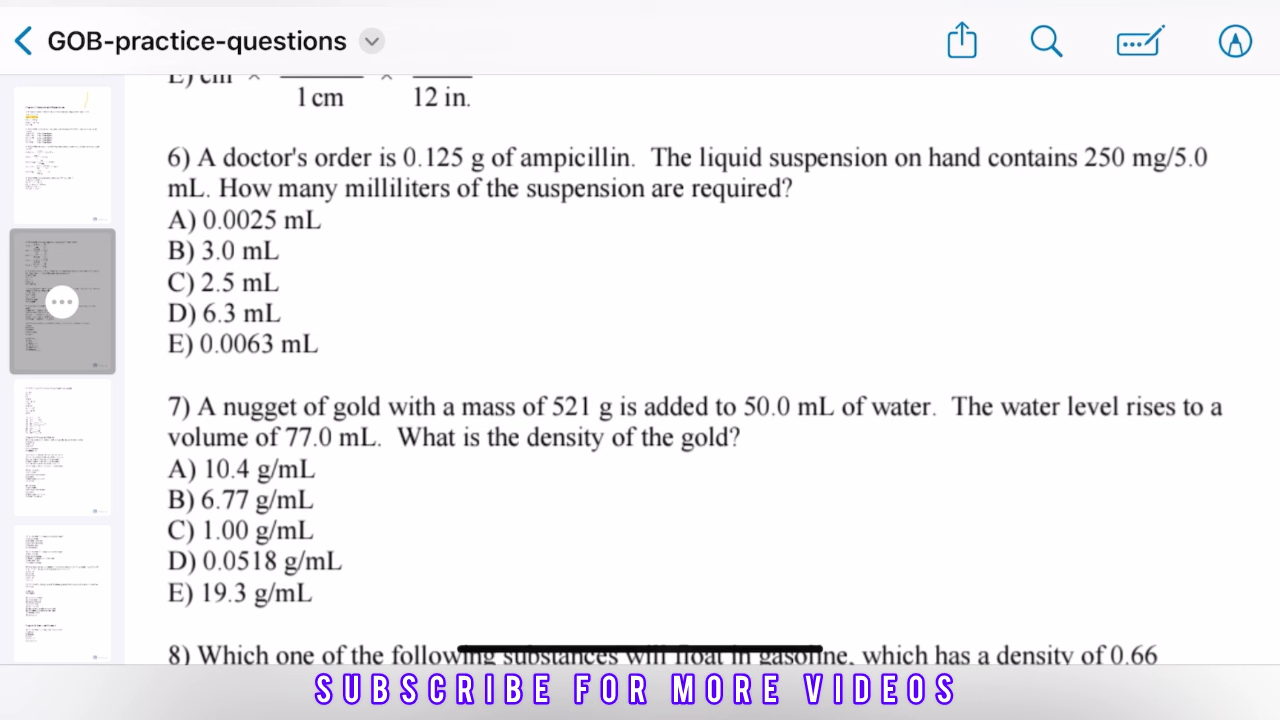 GOB-practice-questions
E) cm × ×
1 cm 12 in.
6) A doctor's order is 0.125 g of ampicillin. The liquid suspension on hand contains 250 mg/5.0
mL. How many milliliters of the suspension are required?
A) 0.0025 mL
B) 3.0 mL
C) 2.5 mL
D) 6.3 mL
E) 0.0063 mL
7) A nugget of gold with a mass of 521 g is added to 50.0 mL of water. The water level rises to a
volume of 77.0 mL. What is the density of the gold?
A) 10.4 g/mL
B) 6.77 g/mL
C) 1.00 g/mL
D) 0.0518 g/mL
E) 19.3 g/mL
8) Which one of the following substances will float in gasoline, which has a density of 0.66
SUBSCRIBE FOR MORE VIDEOS